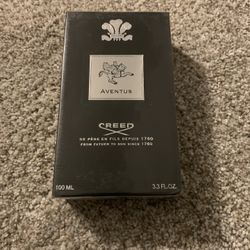 AVENTUS
CREED
DE PÈRE EN FILS DEPUIS 1760
FROM FATHER TO SON SINCE 1760
100 ML 3.3 FL.OZ.